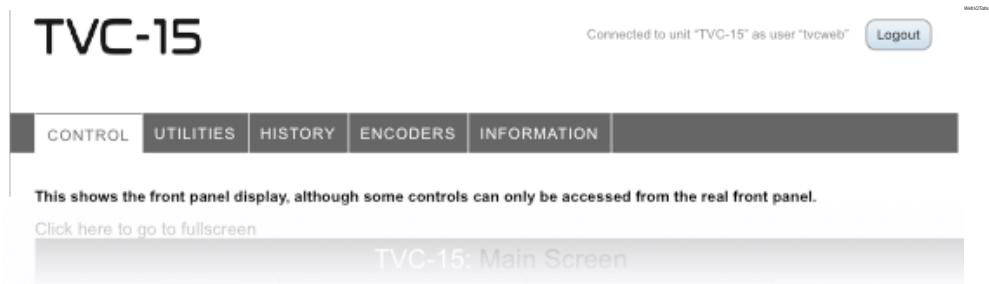 TVC-15
Connected to unit "TVC-15" as user "tvcweb"
Logout
CONTROL UTILITIES HISTORY ENCODERS INFORMATION
This shows the front panel display, although some controls can only be accessed from the real front panel.
Click here to go to fullscreen
TVC-15: Main Screen